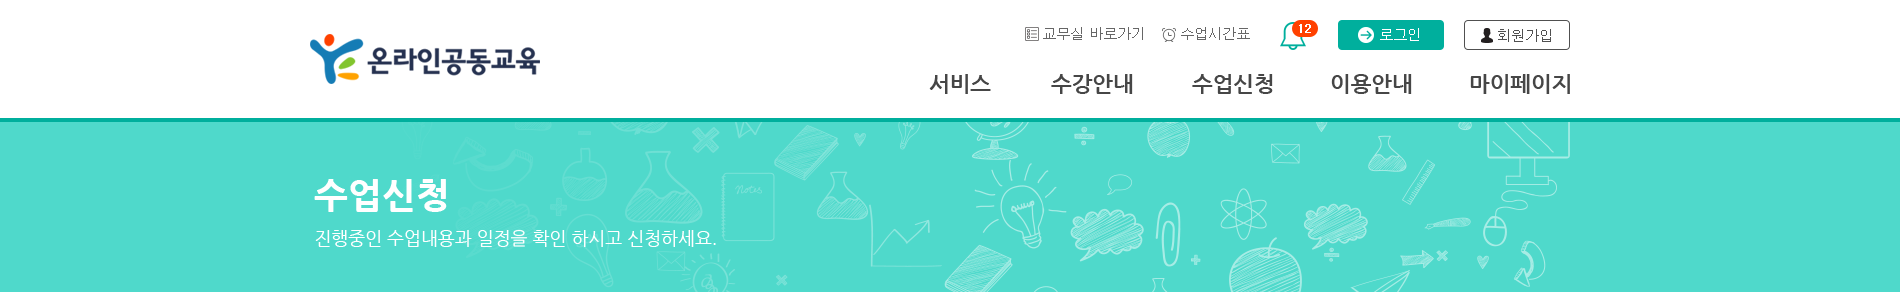 교무실 바로가기 수업시간표 12 로그인 회원가입
온라인공동교육
서비스 수강안내 수업신청 이용안내 마이페이지
수업신청
진행중인 수업내용과 일정을 확인 하시고 신청하세요.
Notes